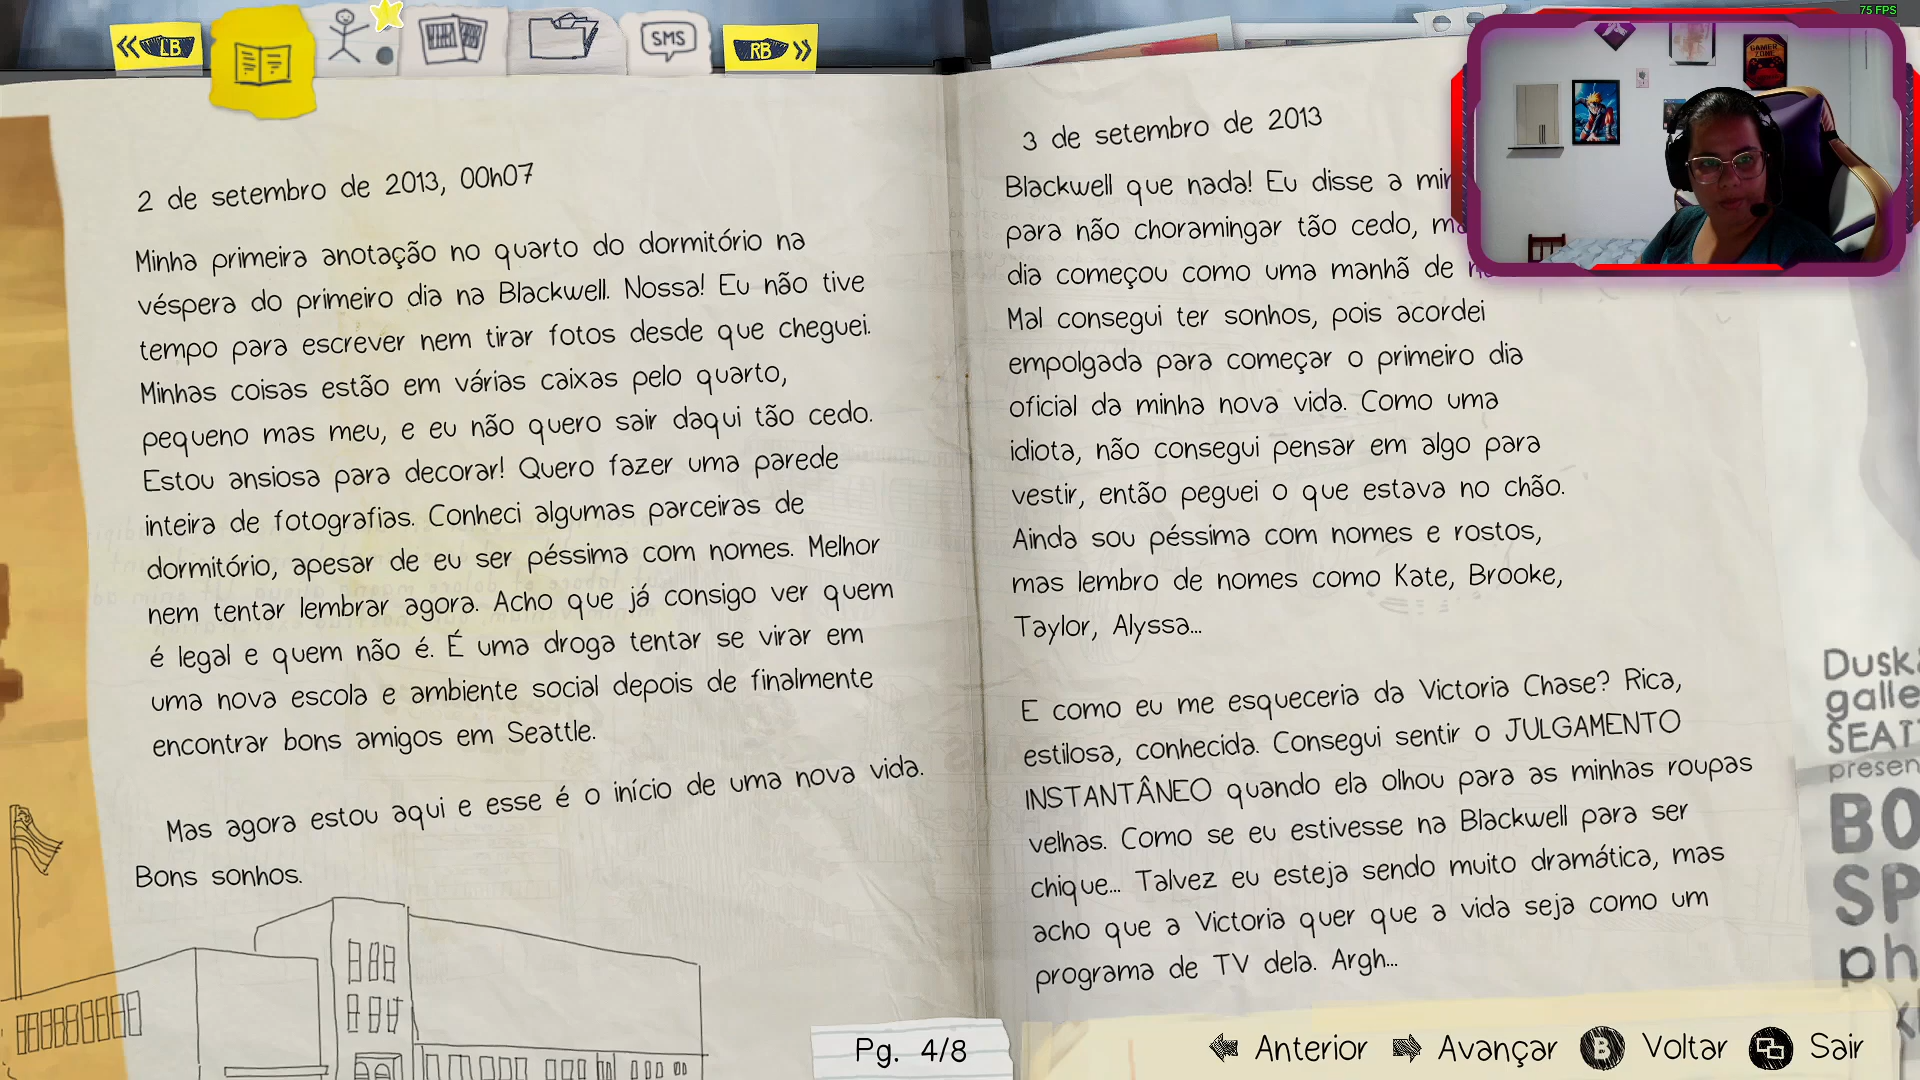 75 FPS
LB
SMS
RB
GAMER
ZONE
2 de setembro de 2013, 00h07
Minha primeira anotação no quarto do dormitório na
véspera do primeiro dia na Blackwell. Nossa! Eu não tive
tempo para escrever nem tirar fotos desde que cheguei.
Minhas coisas estão em várias caixas pelo quarto,
pequeno mas meu, e eu não quero sair daqui tão cedo.
Estou ansiosa para decorar! Quero fazer uma parede
inteira de fotografias. Conheci algumas parceiras de
dormitório, apesar de eu ser péssima com nomes. Melhor
nem tentar lembrar agora. Acho que já consigo ver quem
é legal e quem não é. É uma droga tentar se virar em
uma nova escola e ambiente social depois de finalmente
encontrar bons amigos em Seattle.
Mas agora estou aqui e esse é o início de uma nova vida.
Bons sonhos.
3 de setembro de 2013
Blackwell que nada! Eu disse a
para não choramingar tão cedo,
dia começou como uma manhã de
Mal consegui ter sonhos, pois acordei
empolgada para começar o primeiro dia
oficial da minha nova vida. Como uma
idiota, não consegui pensar em algo para
vestir, então peguei o que estava no chão.
Ainda sou péssima com nomes e rostos,
mas lembro de nomes como Kate, Brooke,
Taylor, Alyssa...
E como eu me esqueceria da Victoria Chase? Rica,
estilosa, conhecida. Consegui sentir o JULGAMENTO
INSTANTÂNEO quando ela olhou para as minhas roupas
velhas. Como se eu estivesse na Blackwell para ser
chique... Talvez eu esteja sendo muito dramática, mas
acho que a Victoria quer que a vida seja como um
programa de TV dela. Argh...
Pg. 4/8
Anterior
Avançar
B Voltar
Sair